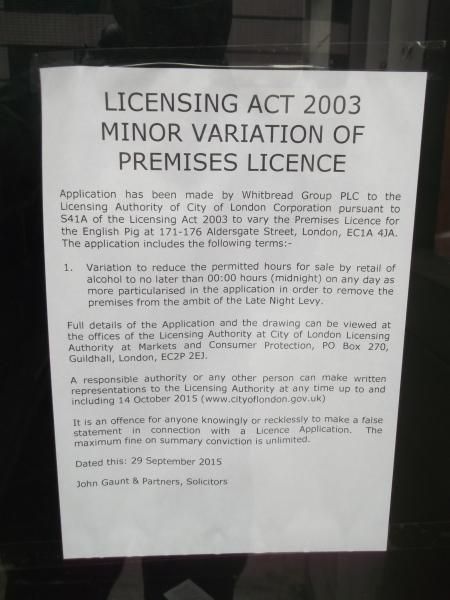 LICENSING ACT 2003
MINOR VARIATION OF
PREMISES LICENCE
Application has been made by Whitbread Group PLC to the
Licensing Authority of City of London Corporation pursuant to
S41A of the Licensing Act 2003 to vary the Premises Licence for
the English Pig at 171-176 Aldersgate Street, London, EC1A 4JA.
The application includes the following terms:-
1. Variation to reduce the permitted hours for sale by retail of
alcohol to no later than 00:00 hours (midnight) on any day as
more particularised in the application in order to remove the
premises from the ambit of the Late Night Levy.
Full details of the Application and the drawing can be viewed at
the offices of the Licensing Authority at City of London Licensing
Authority at Markets and Consumer Protection, PO Box 270,
Guildhall, London, EC2P 2EJ.
A responsible authority or any other person can make written
representations to the Licensing Authority at any time up to and
including 14 October 2015 (www.cityoflondon.gov.uk)
It is an offence for anyone knowingly or recklessly to make a false
statement in connection with a Licence Application. The
maximum fine on summary conviction is unlimited.
Dated this: 29 September 2015
John Gaunt & Partners, Solicitors